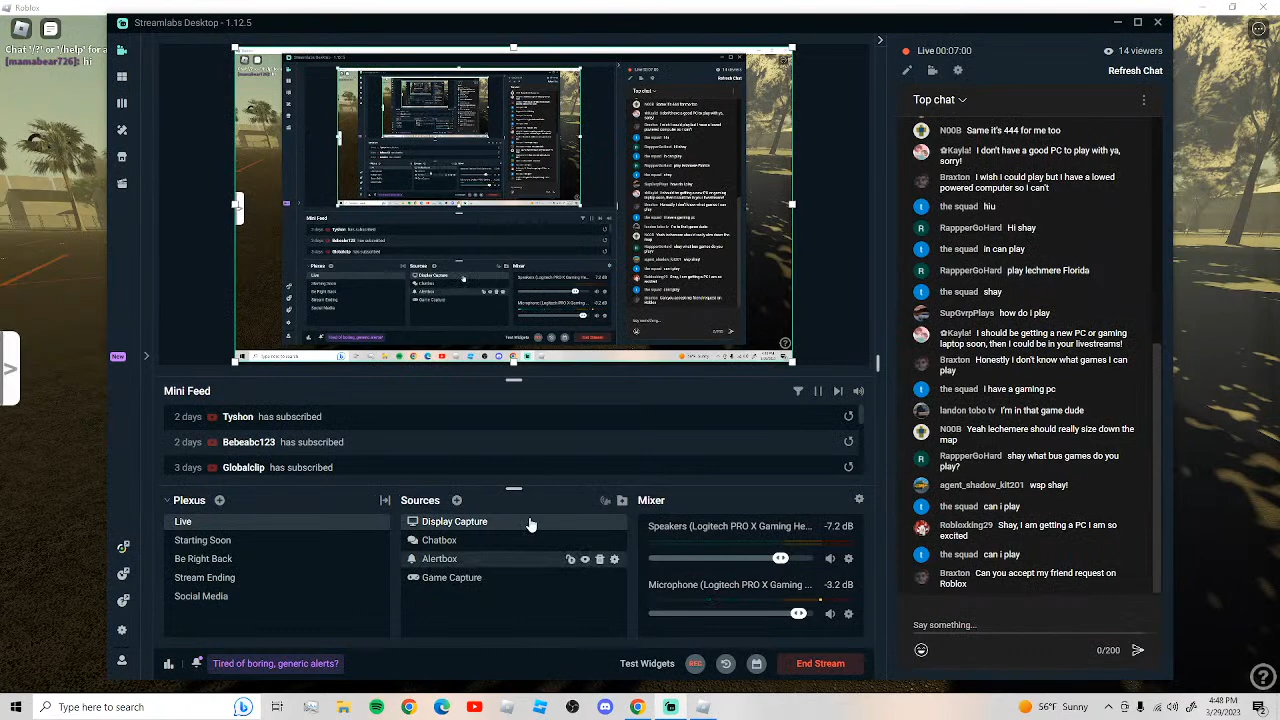 Roblox
Streamlabs Desktop - 1.12.5
Chat '/?' or '/help' for a
[mamabear726]: hi
Live 00:07:00
14 viewers
esh Chat
Top chat
N00B Same it's 444 for me too
itsKayla! I don't have a good PC to play with ya,
sorry!
Braxton I wish I could play but I have a lowed
powered computer so I can't
the squad hiu
RappperGoHard Hi shay
the squad in can play
RappperGoHard play lechmere Florida
the squad shay
SuplexrPlays how do i play
itsKayla! I should be getting a new PC or gaming
laptop soon, then I could be in your livestreams!
Braxton Honestly I don't know what games I can
play
the squad I have a gaming pc
landon tobo tv I'm in that game dude
N00B Yeah lechemere should really size down the
map
RappperGoHard shay what bus games do you
play?
agent_shadow_klt201 wsp shay!
the squad can i play
Robloxking29 Shay, I am getting a PC I am so
excited
the squad can i play
Braxton Can you accept my friend request on
Roblox
Say something...
0/200
New
Mini Feed
2 days Tyshon has subscribed
2 days Bebeabc123 has subscribed
3 days Globalclip has subscribed
Plexus
Live
Starting Soon
Be Right Back
Stream Ending
Social Media
Sources
Display Capture
Chatbox
Alertbox
Game Capture
Mixer
Speakers (Logitech PRO X Gaming He... -7.2 dB
Microphone (Logitech PRO X Gaming ... -3.2 dB
Tired of boring, generic alerts?
Test Widgets
REC
End Stream
Type here to search
56°F Sunny
4:48 PM
3/29/2023